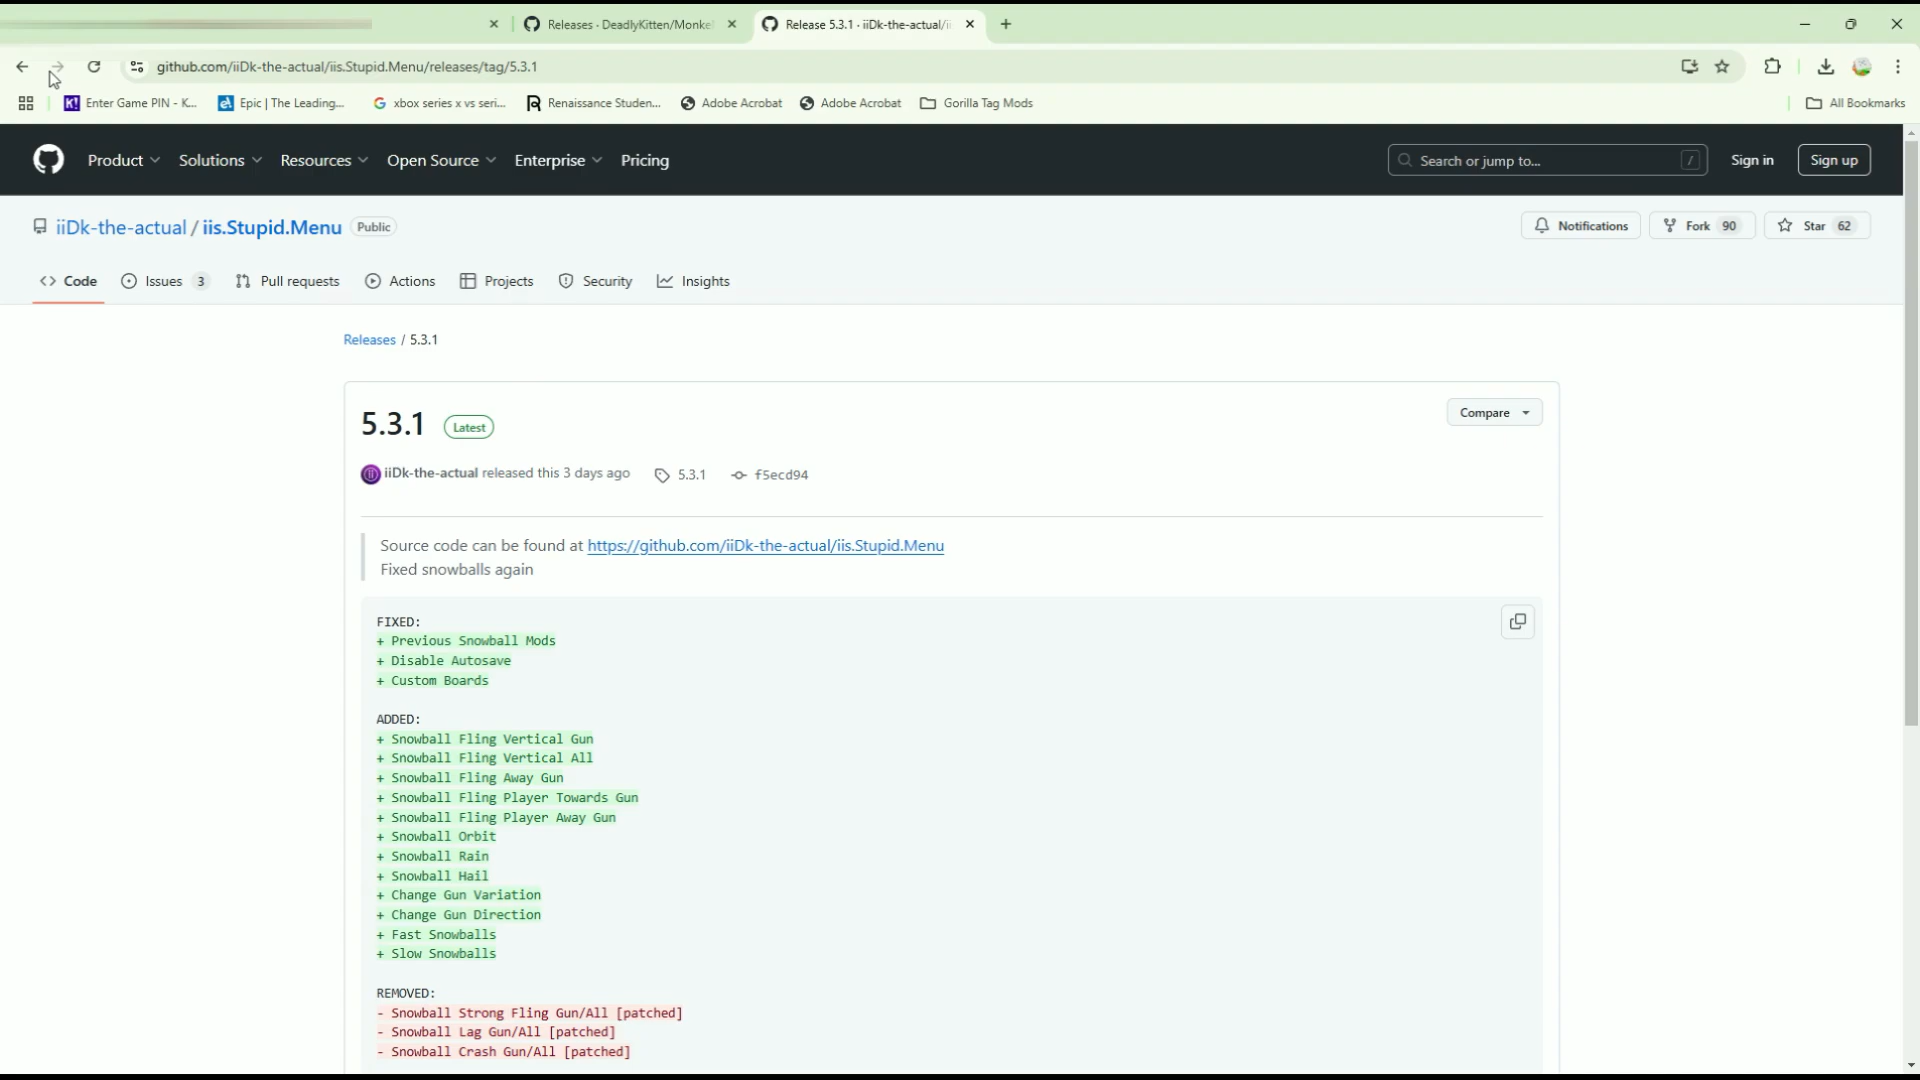 Releases · DeadlyKitten/Monke
Release 5.3.1 · iiDk-the-actual/ii
github.com/iiDk-the-actual/iis.Stupid.Menu/releases/tag/5.3.1
Enter Game PIN - K...
Epic | The Leading...
xbox series x vs seri...
Renaissance Studen...
Adobe Acrobat
Adobe Acrobat
Gorilla Tag Mods
All Bookmarks
Product
Solutions
Resources
Open Source
Enterprise
Pricing
Search or jump to...
/
Sign in
Sign up
iiDk-the-actual / iis.Stupid.Menu
Public
Notifications
Fork 90
Star 62
Code
Issues 3
Pull requests
Actions
Projects
Security
Insights
Releases / 5.3.1
5.3.1
Latest
Compare
iiDk-the-actual released this 3 days ago
5.3.1
f5ecd94
Source code can be found at https://github.com/iiDk-the-actual/iis.Stupid.Menu
Fixed snowballs again
FIXED:
+ Previous Snowball Mods
+ Disable Autosave
+ Custom Boards
ADDED:
+ Snowball Fling Vertical Gun
+ Snowball Fling Vertical All
+ Snowball Fling Away Gun
+ Snowball Fling Player Towards Gun
+ Snowball Fling Player Away Gun
+ Snowball Orbit
+ Snowball Rain
+ Snowball Hail
+ Change Gun Variation
+ Change Gun Direction
+ Fast Snowballs
+ Slow Snowballs
REMOVED:
- Snowball Strong Fling Gun/All [patched]
- Snowball Lag Gun/All [patched]
- Snowball Crash Gun/All [patched]